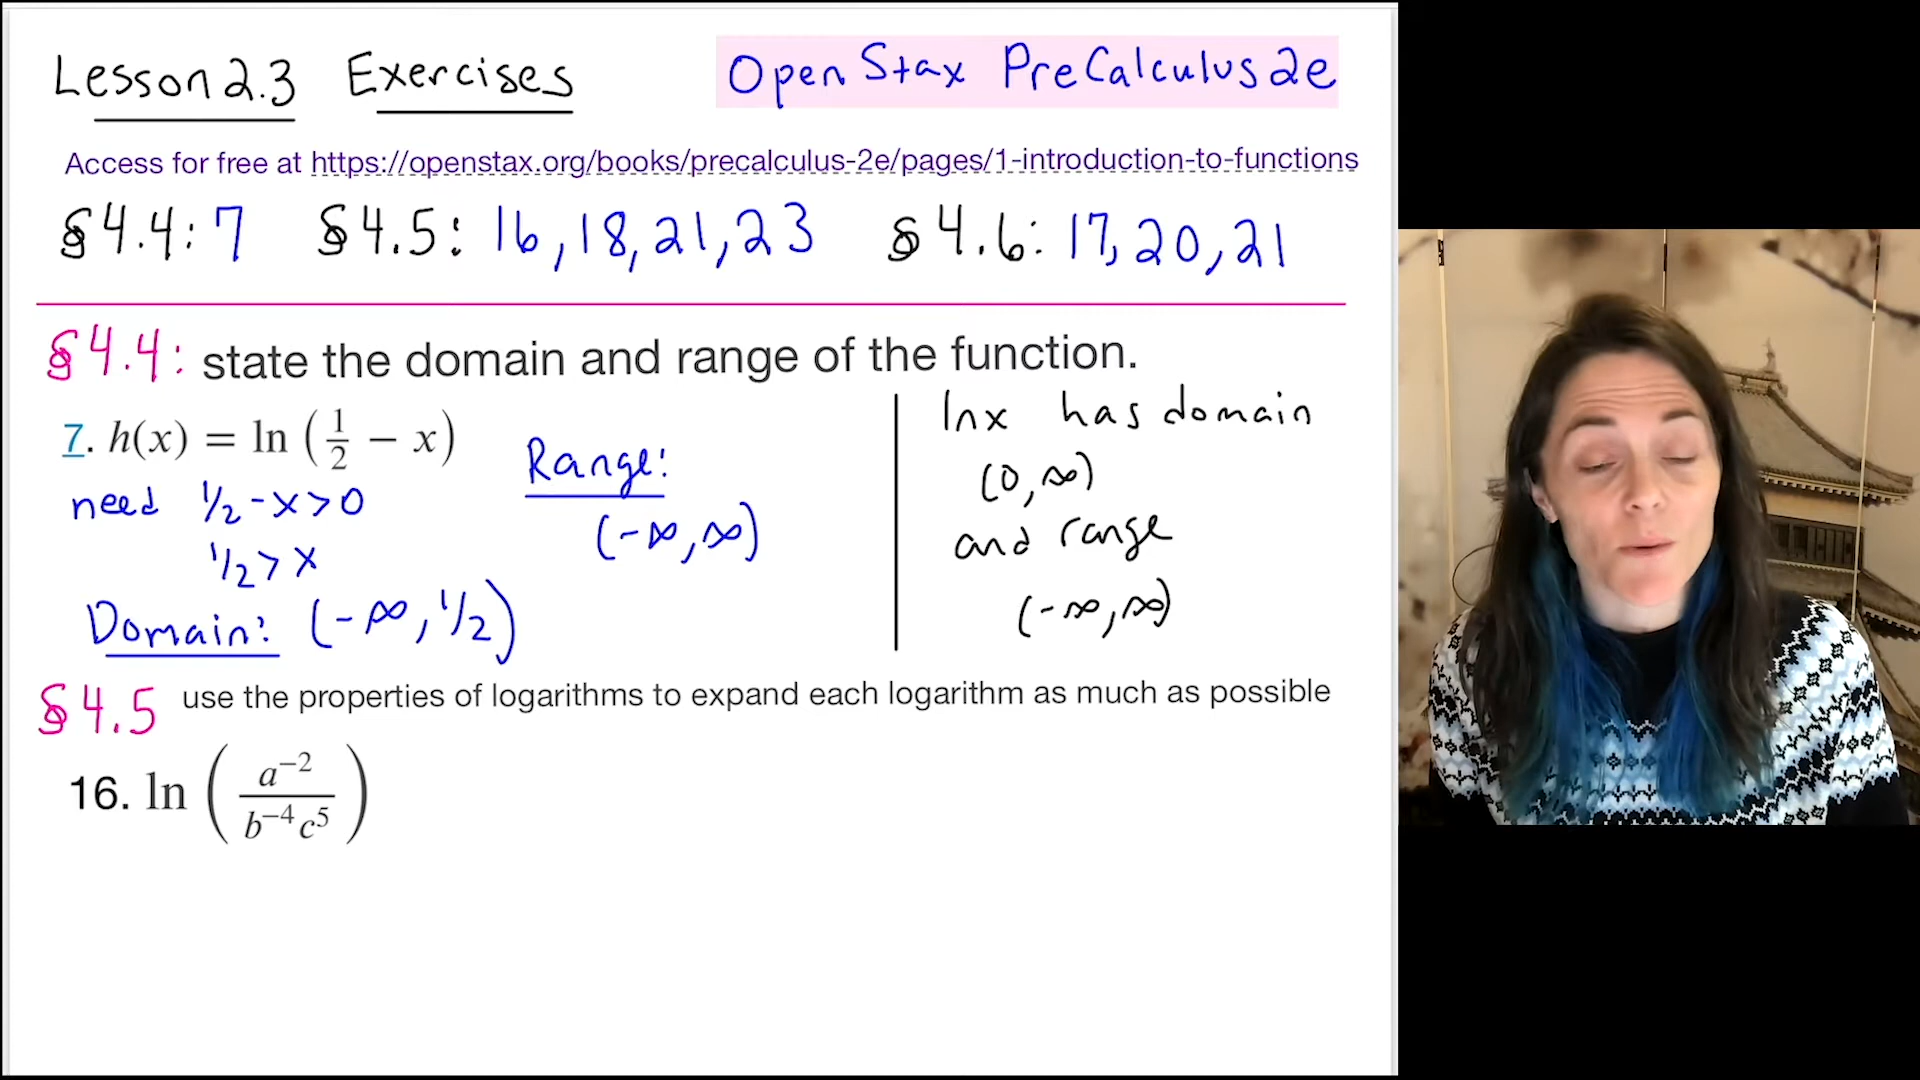 Lesson 2.3 Exercises OpenStax PreCalculus 2e
Access for free at https://openstax.org/books/precalculus-2e/pages/1-introduction-to-functions
§4.4: 7 §4.5: 16, 18, 21, 23 §4.6: 17, 20, 21
§4.4: state the domain and range of the function.
7. h(x) = ln (1/2 − x)
need 1/2 - x > 0
1/2 > x
Domain: (-∞, 1/2)
Range:
(-∞, ∞)
lnx has domain
(0, ∞)
and range
(-∞, ∞)
§4.5 use the properties of logarithms to expand each logarithm as much as possible
16. ln (a⁻² / b⁻⁴c⁵)